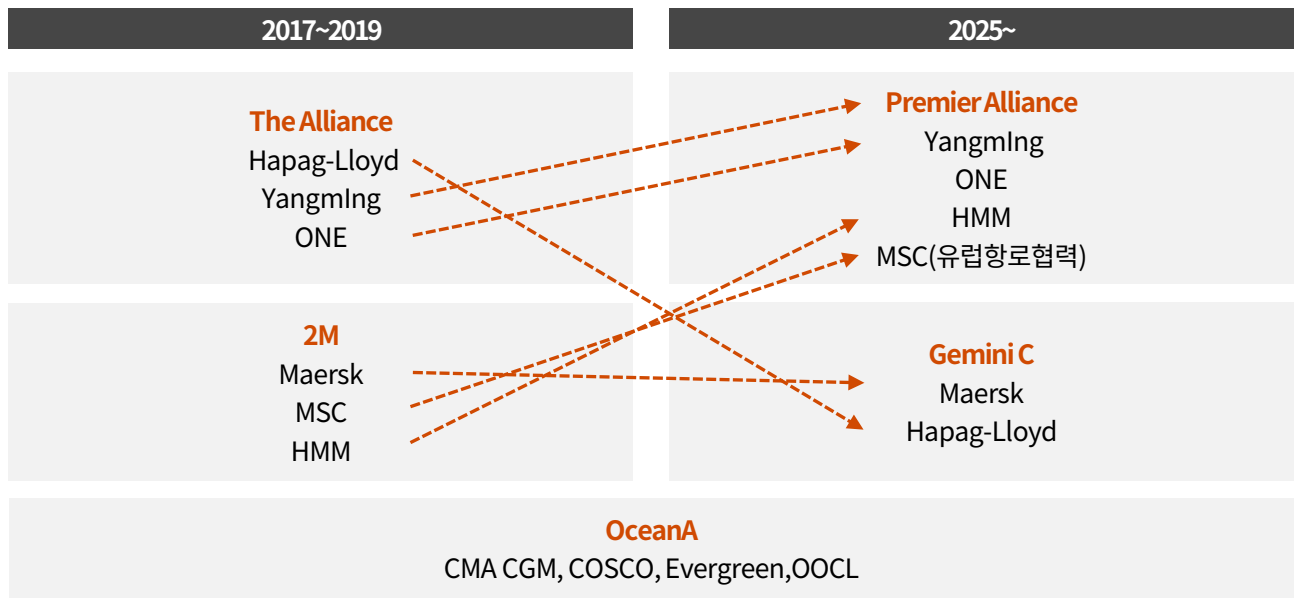 2017~2019
2025~
The Alliance
Hapag-Lloyd
YangmIng
ONE
Premier Alliance
YangmIng
ONE
HMM
MSC(유럽항로협력)
2M
Maersk
MSC
HMM
Gemini C
Maersk
Hapag-Lloyd
OceanA
CMA CGM, COSCO, Evergreen,OOCL